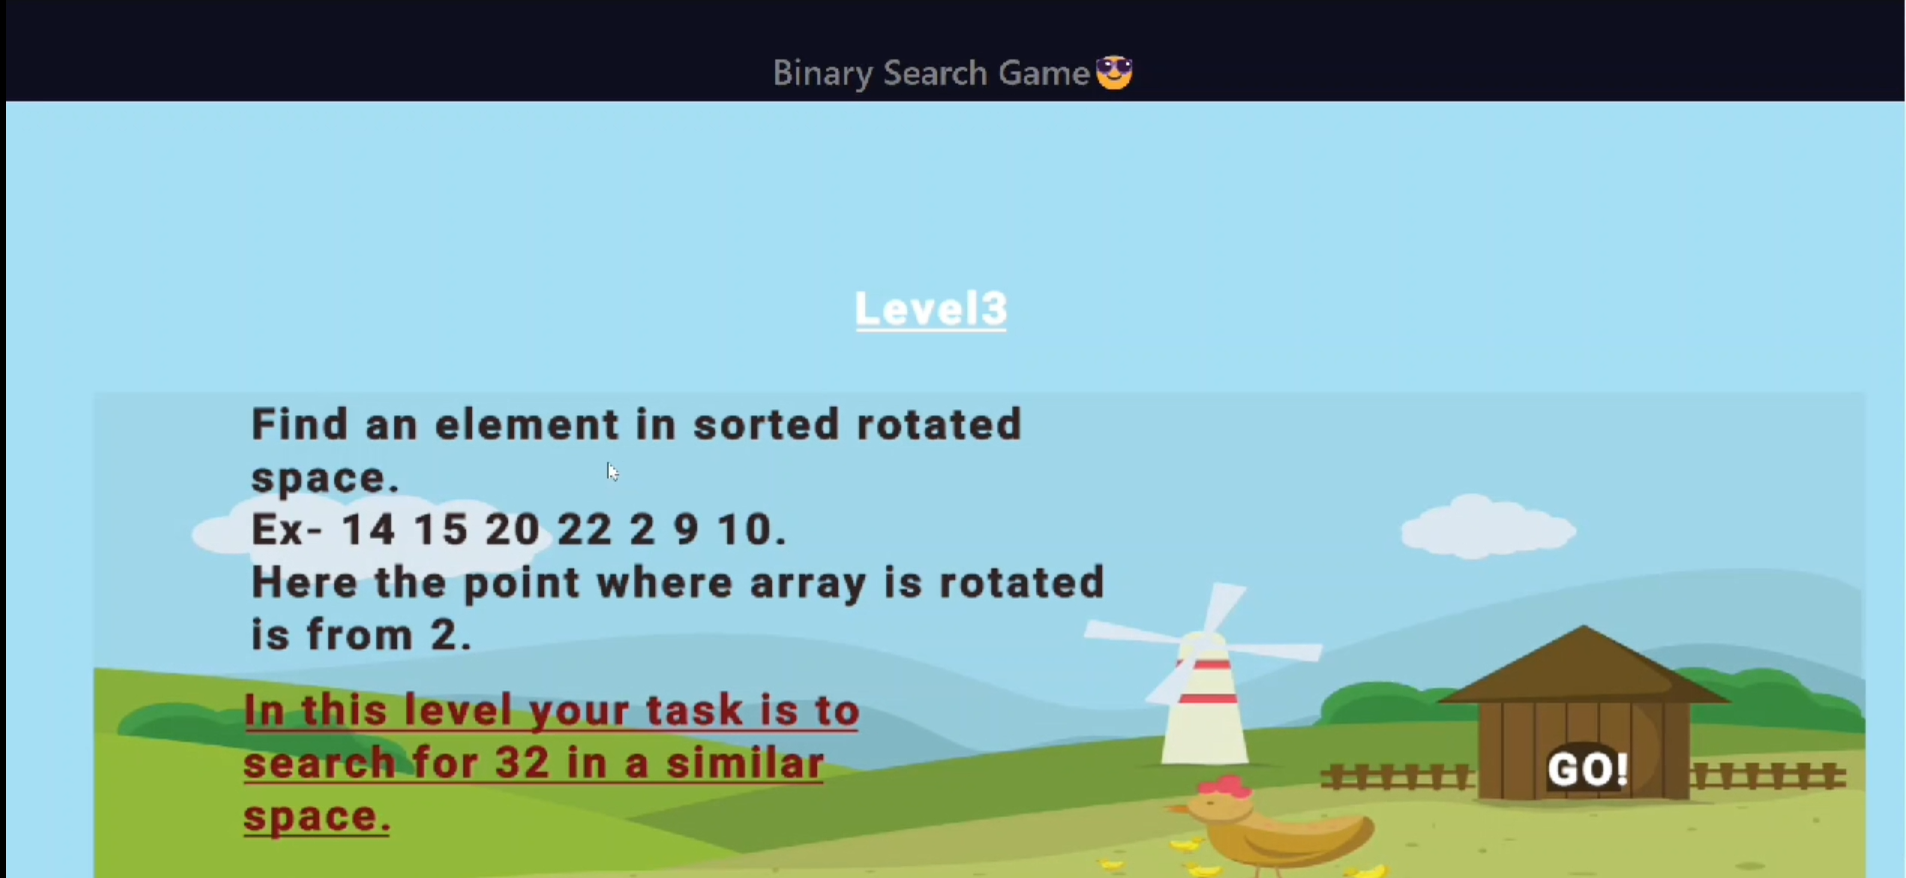 Binary Search Game😎
Level3
Find an element in sorted rotated
space.
Ex- 14 15 20 22 2 9 10.
Here the point where array is rotated
is from 2.
In this level your task is to
search for 32 in a similar
space.
GO!